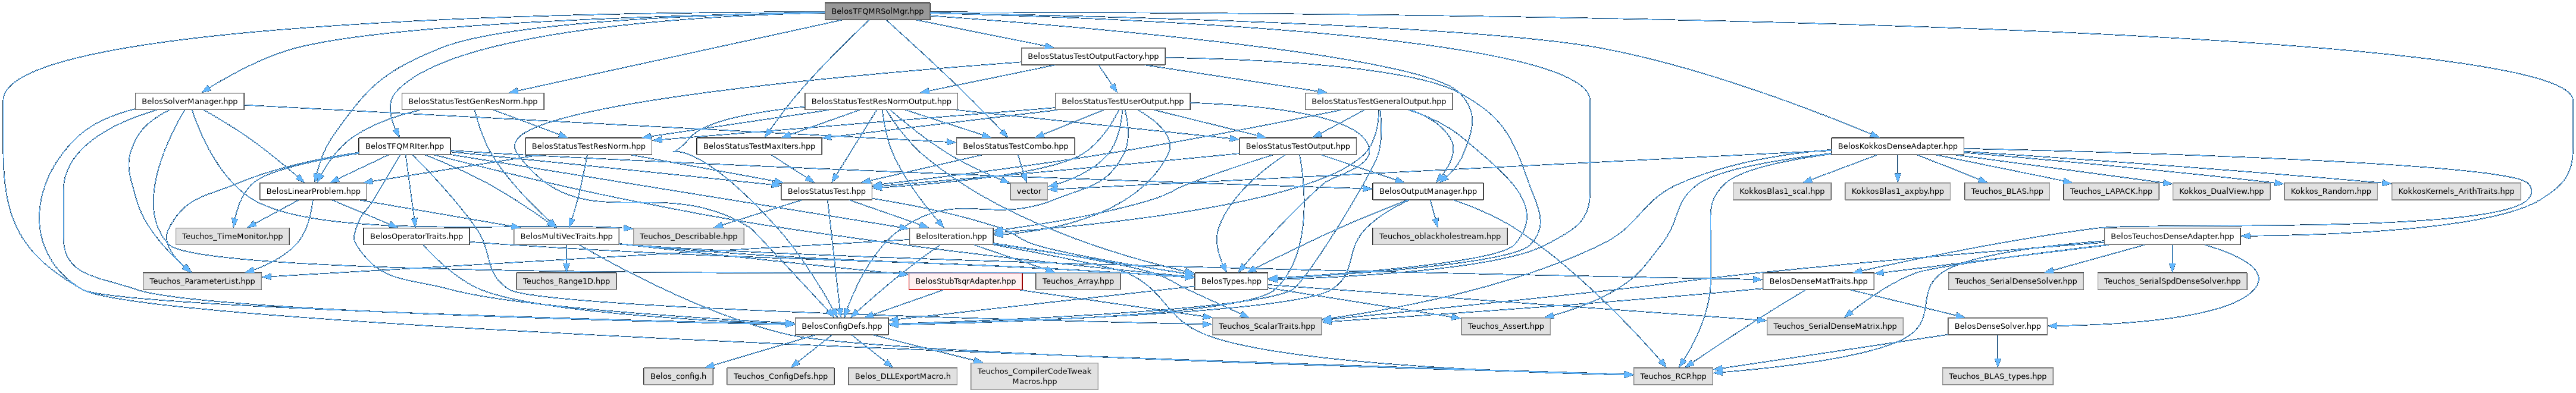 BelosTFQMRSolMgr.hpp
BelosStatusTestOutputFactory.hpp
BelosSolverManager.hpp
BelosStatusTestGenResNorm.hpp
BelosStatusTestResNormOutput.hpp
BelosStatusTestUserOutput.hpp
BelosStatusTestGeneralOutput.hpp
BelosTFQMRIter.hpp
BelosStatusTestResNorm.hpp
BelosStatusTestMaxIters.hpp
BelosStatusTestCombo.hpp
BelosStatusTestOutput.hpp
BelosKokkosDenseAdapter.hpp
BelosLinearProblem.hpp
BelosStatusTest.hpp
vector
BelosOutputManager.hpp
KokkosBlas1_scal.hpp
KokkosBlas1_axpby.hpp
Teuchos_BLAS.hpp
Teuchos_LAPACK.hpp
Kokkos_DualView.hpp
Kokkos_Random.hpp
KokkosKernels_ArithTraits.hpp
Teuchos_TimeMonitor.hpp
BelosOperatorTraits.hpp
BelosMultiVecTraits.hpp
Teuchos_Describable.hpp
BelosIteration.hpp
Teuchos_oblackholestream.hpp
BelosTeuchosDenseAdapter.hpp
Teuchos_ParameterList.hpp
Teuchos_Range1D.hpp
BelosStubTsqrAdapter.hpp
Teuchos_Array.hpp
BelosTypes.hpp
BelosDenseMatTraits.hpp
Teuchos_SerialDenseSolver.hpp
Teuchos_SerialSpdDenseSolver.hpp
BelosConfigDefs.hpp
Teuchos_ScalarTraits.hpp
Teuchos_Assert.hpp
Teuchos_SerialDenseMatrix.hpp
BelosDenseSolver.hpp
Belos_config.h
Teuchos_ConfigDefs.hpp
Belos_DLLExportMacro.h
Teuchos_CompilerCodeTweak
Macros.hpp
Teuchos_RCP.hpp
Teuchos_BLAS_types.hpp